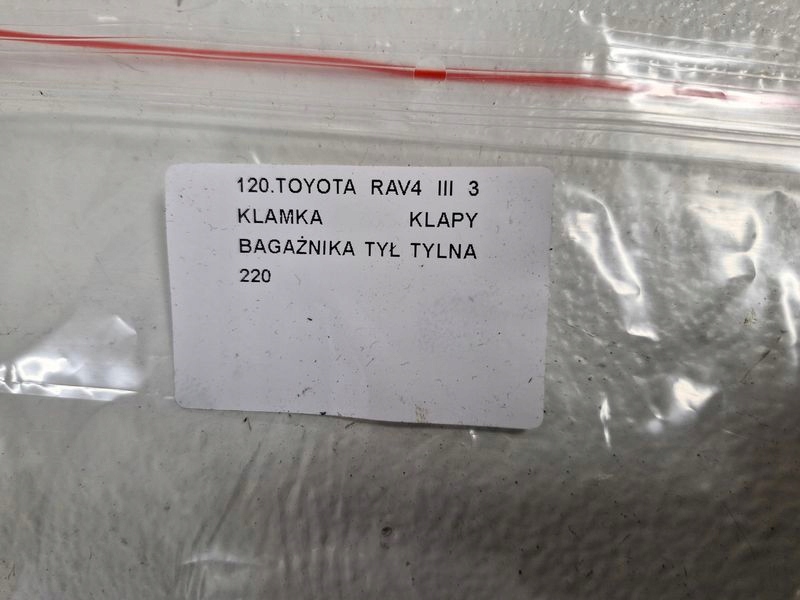 120.TOYOTA RAV4 III 3
KLAMKA KLAPY
BAGAŻNIKA TYŁ TYLNA
220